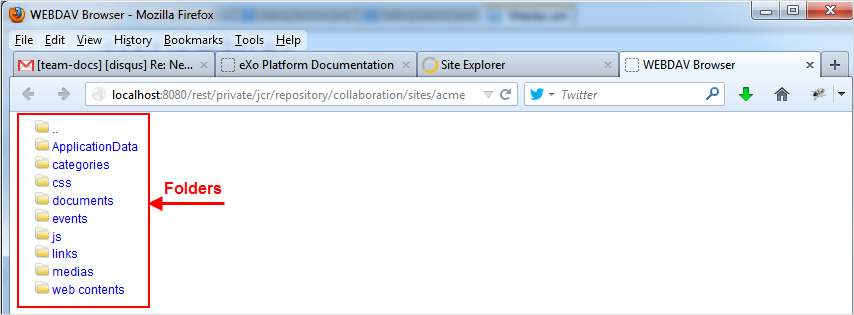 WEBDAV Browser - Mozilla Firefox
File Edit View History Bookmarks Tools Help
[team-docs] [disqus] Re: Ne... eXo Platform Documentation Site Explorer WEBDAV Browser
localhost:8080/rest/private/jcr/repository/collaboration/sites/acme Twitter
..
ApplicationData
categories
css
Folders
documents
events
js
links
medias
web contents